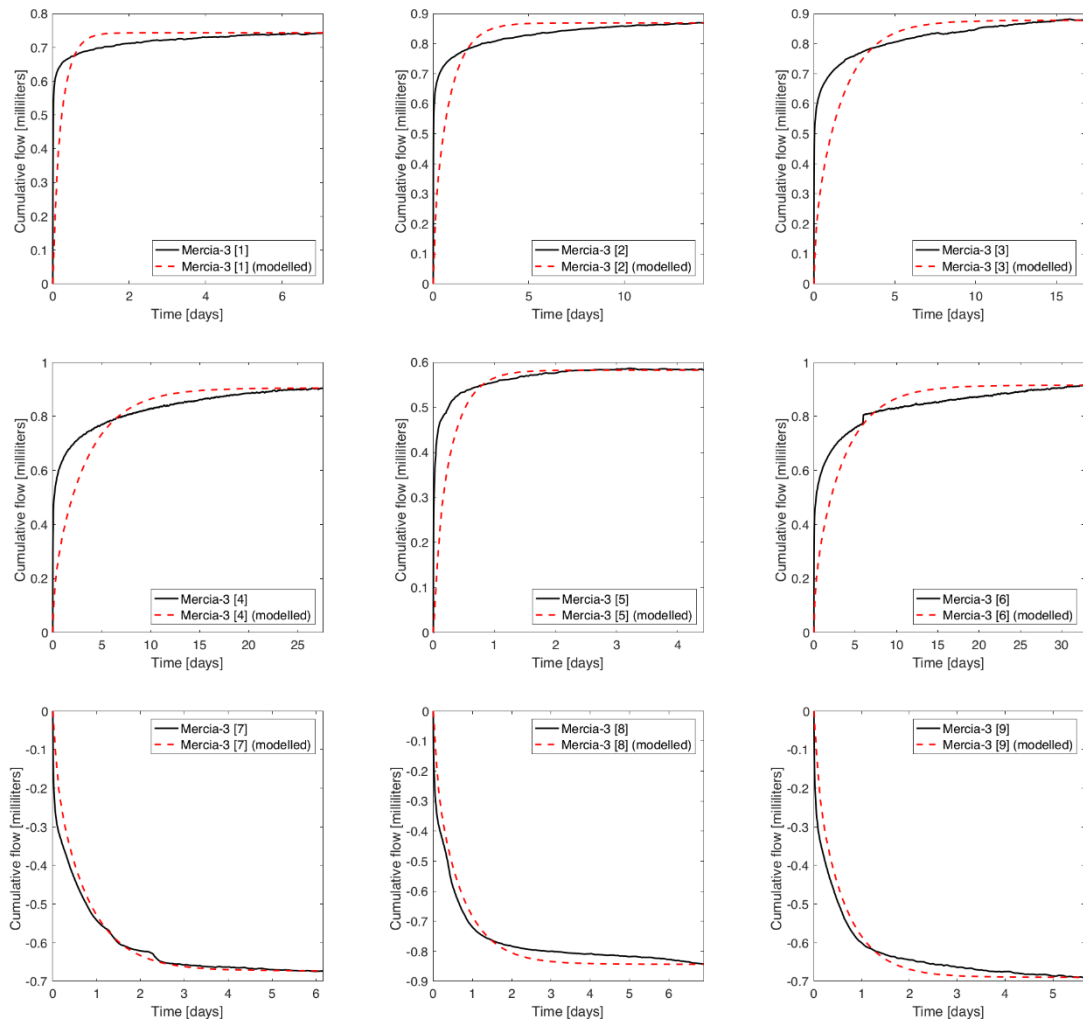 Cumulative flow [milliliters]
0.8
0.7
0.6
0.5
0.4
0.3
0.2
0.1
0
Mercia-3 [1]
Mercia-3 [1] (modelled)
0 2 4 6
Time [days]
Cumulative flow [milliliters]
0.9
0.8
0.7
0.6
0.5
0.4
0.3
0.2
0.1
0
Mercia-3 [2]
Mercia-3 [2] (modelled)
0 5 10
Time [days]
Cumulative flow [milliliters]
0.9
0.8
0.7
0.6
0.5
0.4
0.3
0.2
0.1
0
Mercia-3 [3]
Mercia-3 [3] (modelled)
0 5 10 15
Time [days]
Cumulative flow [milliliters]
1
0.8
0.6
0.4
0.2
0
Mercia-3 [4]
Mercia-3 [4] (modelled)
0 5 10 15 20 25
Time [days]
Cumulative flow [milliliters]
0.6
0.5
0.4
0.3
0.2
0.1
0
Mercia-3 [5]
Mercia-3 [5] (modelled)
0 1 2 3 4
Time [days]
Cumulative flow [milliliters]
1
0.8
0.6
0.4
0.2
0
Mercia-3 [6]
Mercia-3 [6] (modelled)
0 5 10 15 20 25 30
Time [days]
Cumulative flow [milliliters]
0
-0.1
-0.2
-0.3
-0.4
-0.5
-0.6
-0.7
Mercia-3 [7]
Mercia-3 [7] (modelled)
0 1 2 3 4 5 6
Time [days]
Cumulative flow [milliliters]
0
-0.1
-0.2
-0.3
-0.4
-0.5
-0.6
-0.7
-0.8
-0.9
Mercia-3 [8]
Mercia-3 [8] (modelled)
0 1 2 3 4 5 6
Time [days]
Cumulative flow [milliliters]
0
-0.1
-0.2
-0.3
-0.4
-0.5
-0.6
-0.7
Mercia-3 [9]
Mercia-3 [9] (modelled)
0 1 2 3 4 5
Time [days]